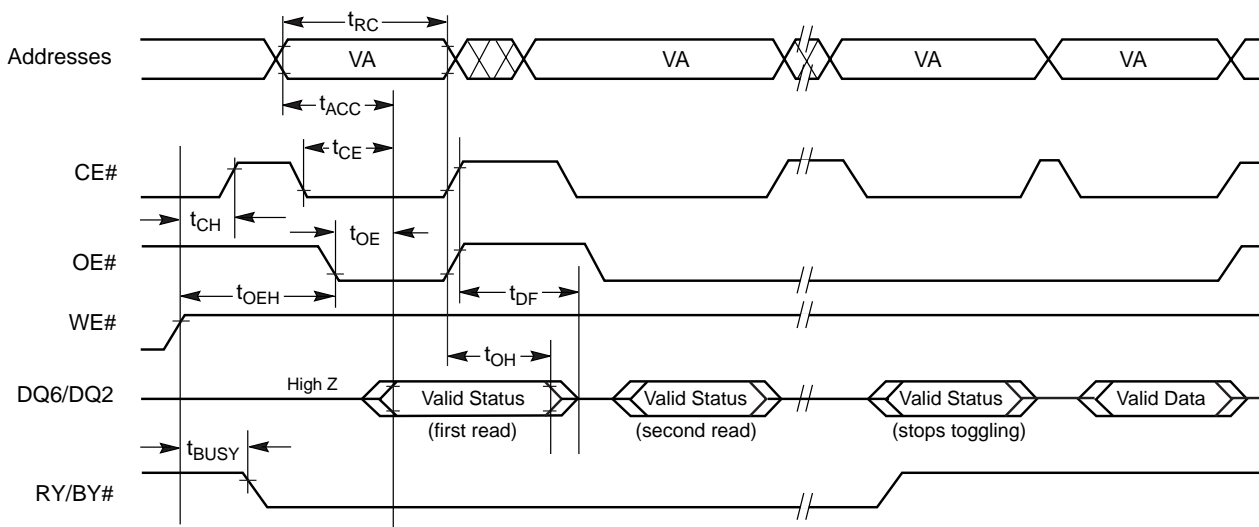 tRC
Addresses VA VA VA VA
tACC
tCE
CE#
tCH
tOE
OE#
tOEH tDF
WE#
tOH
High Z
DQ6/DQ2 Valid Status Valid Status Valid Status Valid Data
(first read) (second read) (stops toggling)
tBUSY
RY/BY#